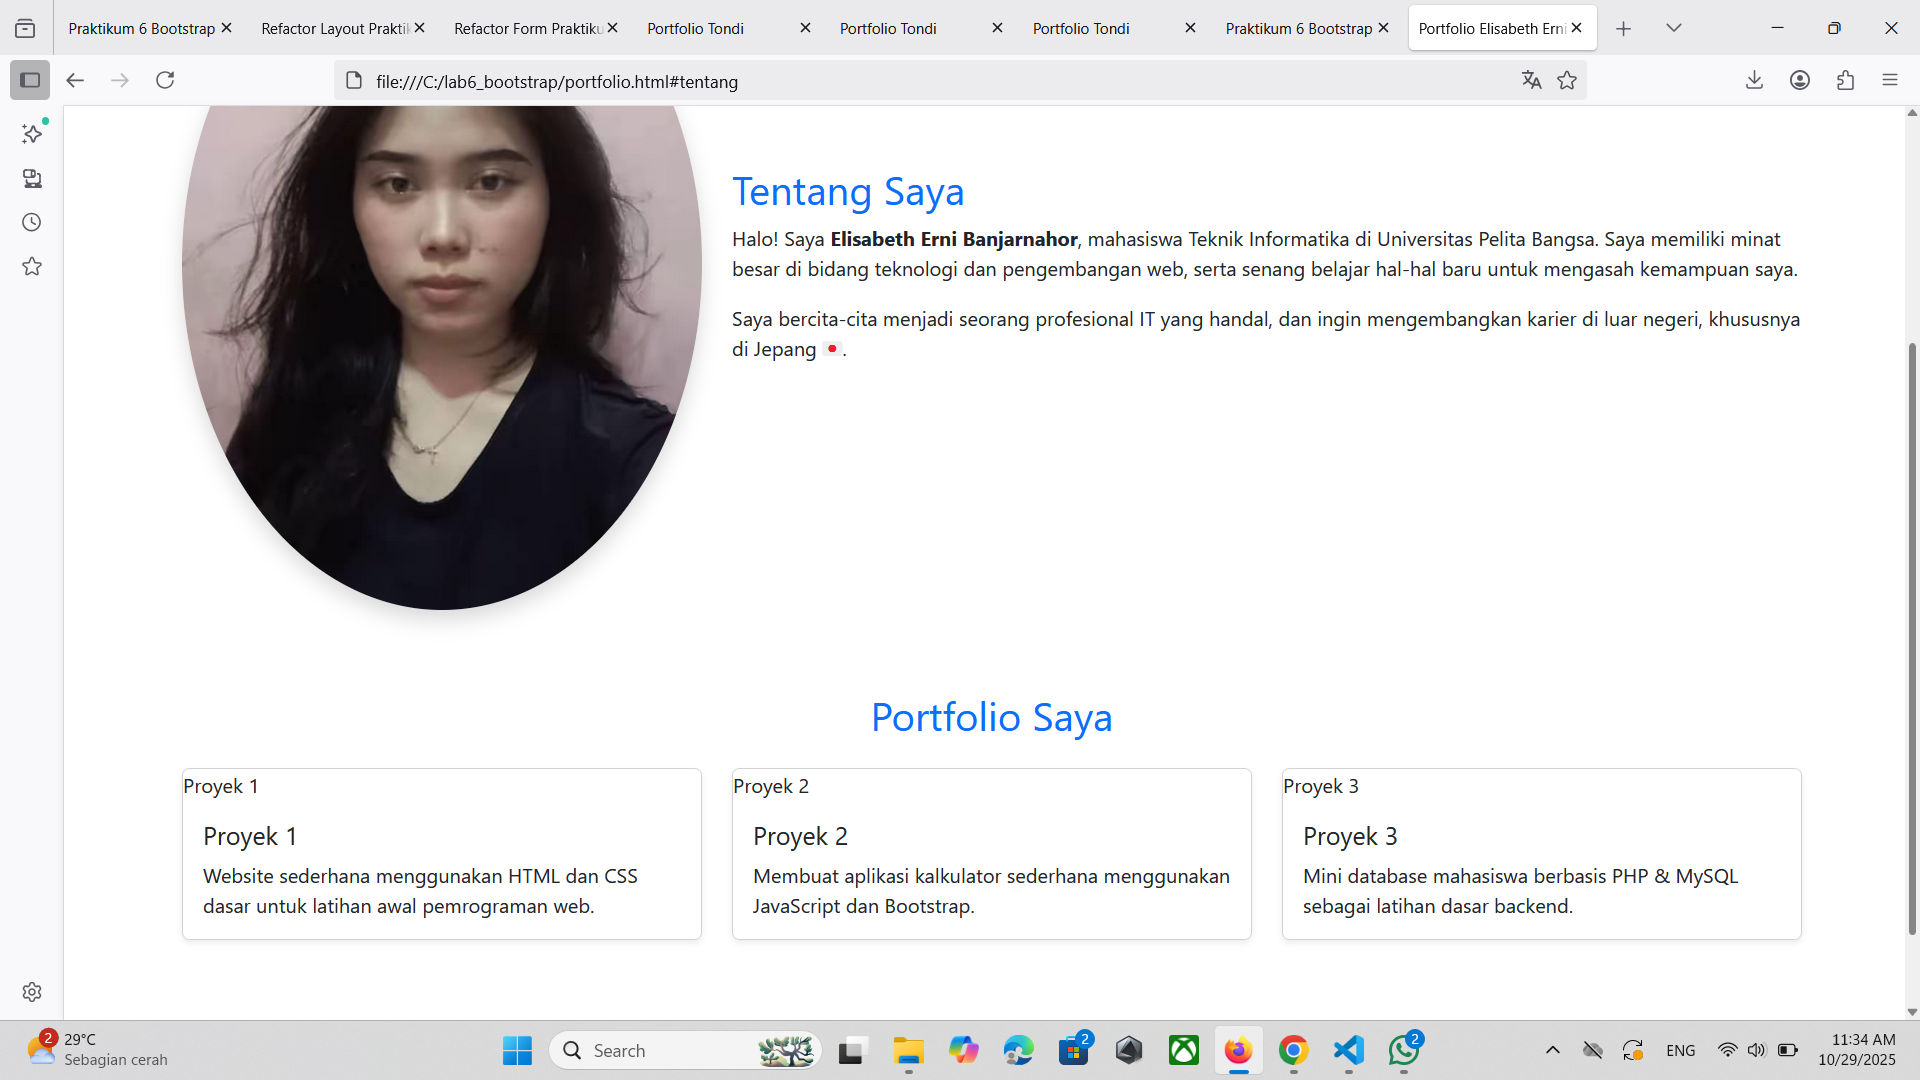 Praktikum 6 Bootstrap
Refactor Layout Praktik
Refactor Form Praktiku
Portfolio Tondi
Portfolio Tondi
Portfolio Tondi
Praktikum 6 Bootstrap
Portfolio Elisabeth Erni
file:///C:/lab6_bootstrap/portfolio.html#tentang
Tentang Saya
Halo! Saya Elisabeth Erni Banjarnahor, mahasiswa Teknik Informatika di Universitas Pelita Bangsa. Saya memiliki minat
besar di bidang teknologi dan pengembangan web, serta senang belajar hal-hal baru untuk mengasah kemampuan saya.
Saya bercita-cita menjadi seorang profesional IT yang handal, dan ingin mengembangkan karier di luar negeri, khususnya
di Jepang 🇯🇵.
Portfolio Saya
Proyek 1
Proyek 1
Website sederhana menggunakan HTML dan CSS
dasar untuk latihan awal pemrograman web.
Proyek 2
Proyek 2
Membuat aplikasi kalkulator sederhana menggunakan
JavaScript dan Bootstrap.
Proyek 3
Proyek 3
Mini database mahasiswa berbasis PHP & MySQL
sebagai latihan dasar backend.
2
29°C
Sebagian cerah
Search
2
2
ENG
11:34 AM
10/29/2025